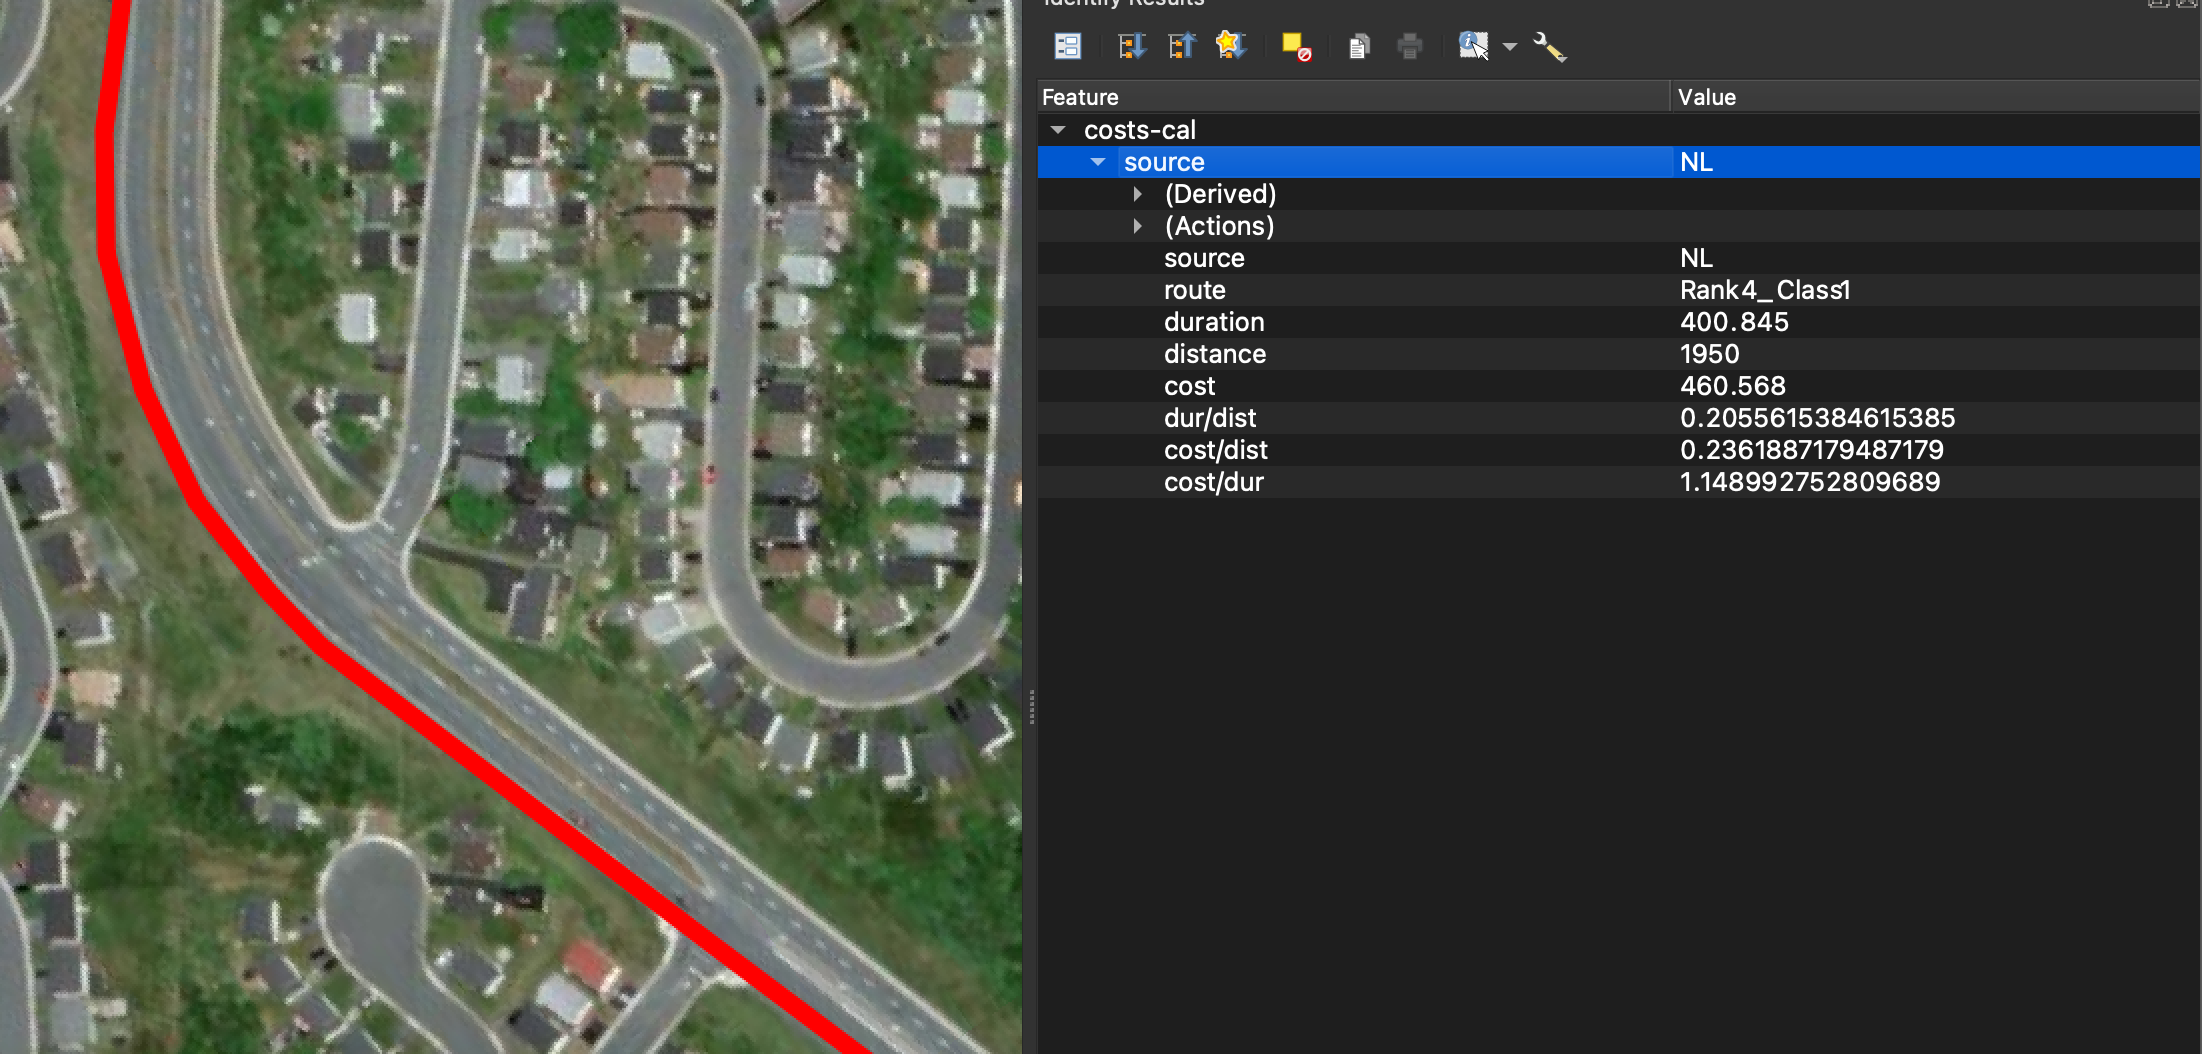 Identify Results
Feature Value
costs-cal
source NL
(Derived)
(Actions)
source NL
route Rank4_Class1
duration 400.845
distance 1950
cost 460.568
dur/dist 0.2055615384615385
cost/dist 0.2361887179487179
cost/dur 1.148992752809689